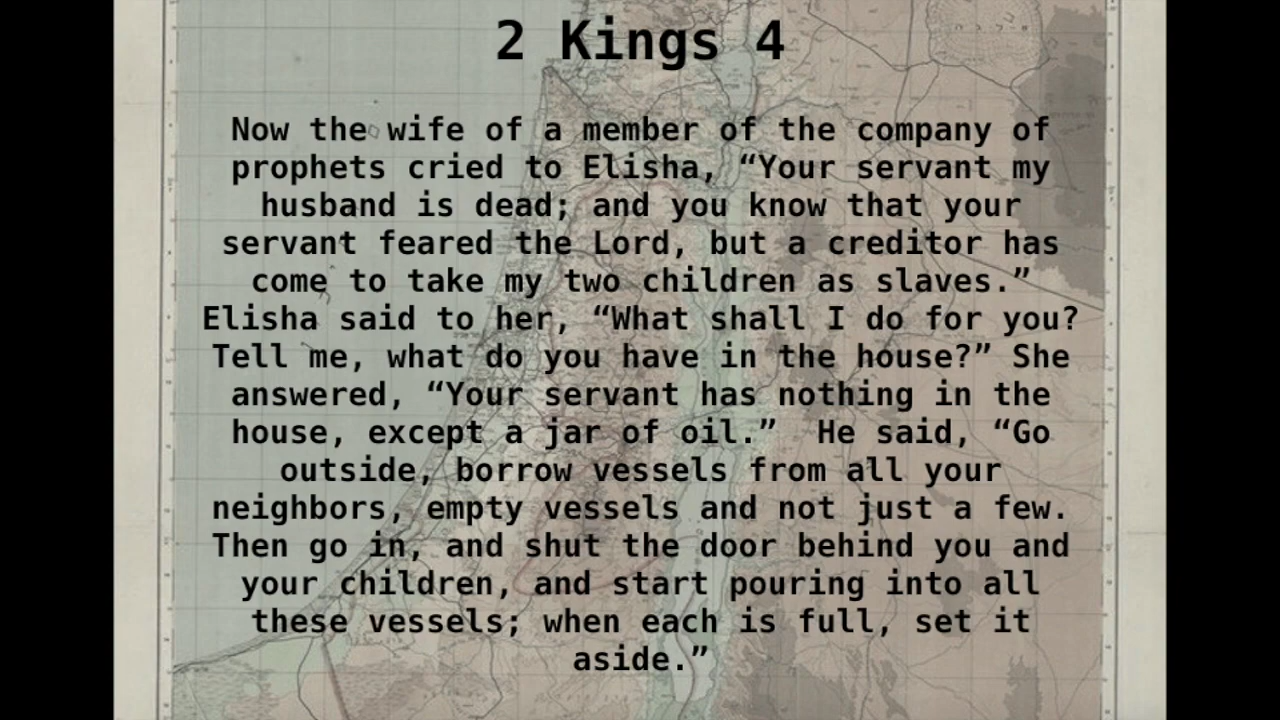 2 Kings 4
Now the wife of a member of the company of
prophets cried to Elisha, “Your servant my
husband is dead; and you know that your
servant feared the Lord, but a creditor has
come to take my two children as slaves.”
Elisha said to her, “What shall I do for you?
Tell me, what do you have in the house?” She
answered, “Your servant has nothing in the
house, except a jar of oil.”  He said, “Go
outside, borrow vessels from all your
neighbors, empty vessels and not just a few.
Then go in, and shut the door behind you and
your children, and start pouring into all
these vessels; when each is full, set it
aside.”